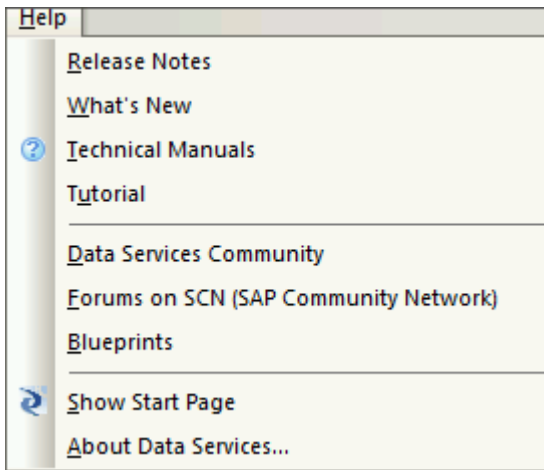 Help
Release Notes
What's New
Technical Manuals
Tutorial
Data Services Community
Forums on SCN (SAP Community Network)
Blueprints
Show Start Page
About Data Services...